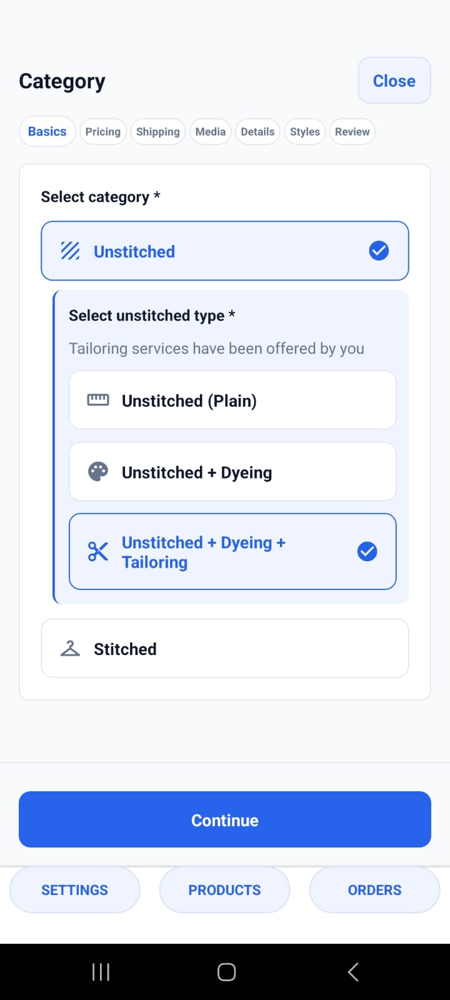 Category
Close
Basics
Pricing
Shipping
Media
Details
Styles
Review
Select category *
Unstitched
Select unstitched type *
Tailoring services have been offered by you
Unstitched (Plain)
Unstitched + Dyeing
Unstitched + Dyeing +
Tailoring
Stitched
Continue
SETTINGS
PRODUCTS
ORDERS